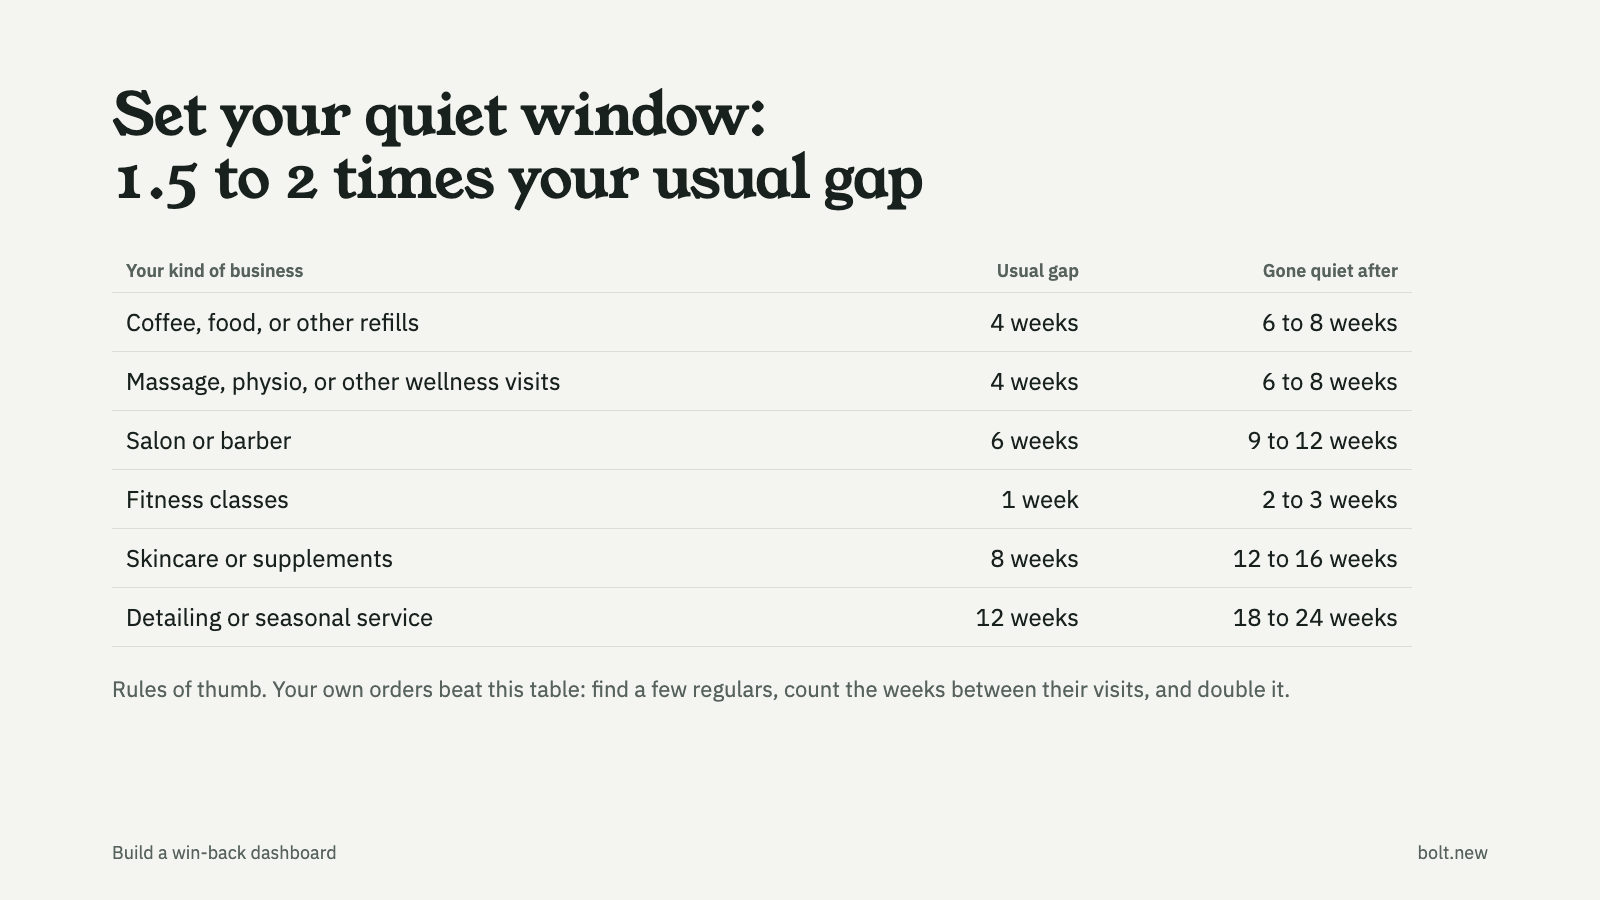 Set your quiet window:
1.5 to 2 times your usual gap
Your kind of business Usual gap Gone quiet after
Coffee, food, or other refills 4 weeks 6 to 8 weeks
Massage, physio, or other wellness visits 4 weeks 6 to 8 weeks
Salon or barber 6 weeks 9 to 12 weeks
Fitness classes 1 week 2 to 3 weeks
Skincare or supplements 8 weeks 12 to 16 weeks
Detailing or seasonal service 12 weeks 18 to 24 weeks
Rules of thumb. Your own orders beat this table: find a few regulars, count the weeks between their visits, and double it.
Build a win-back dashboard bolt.new